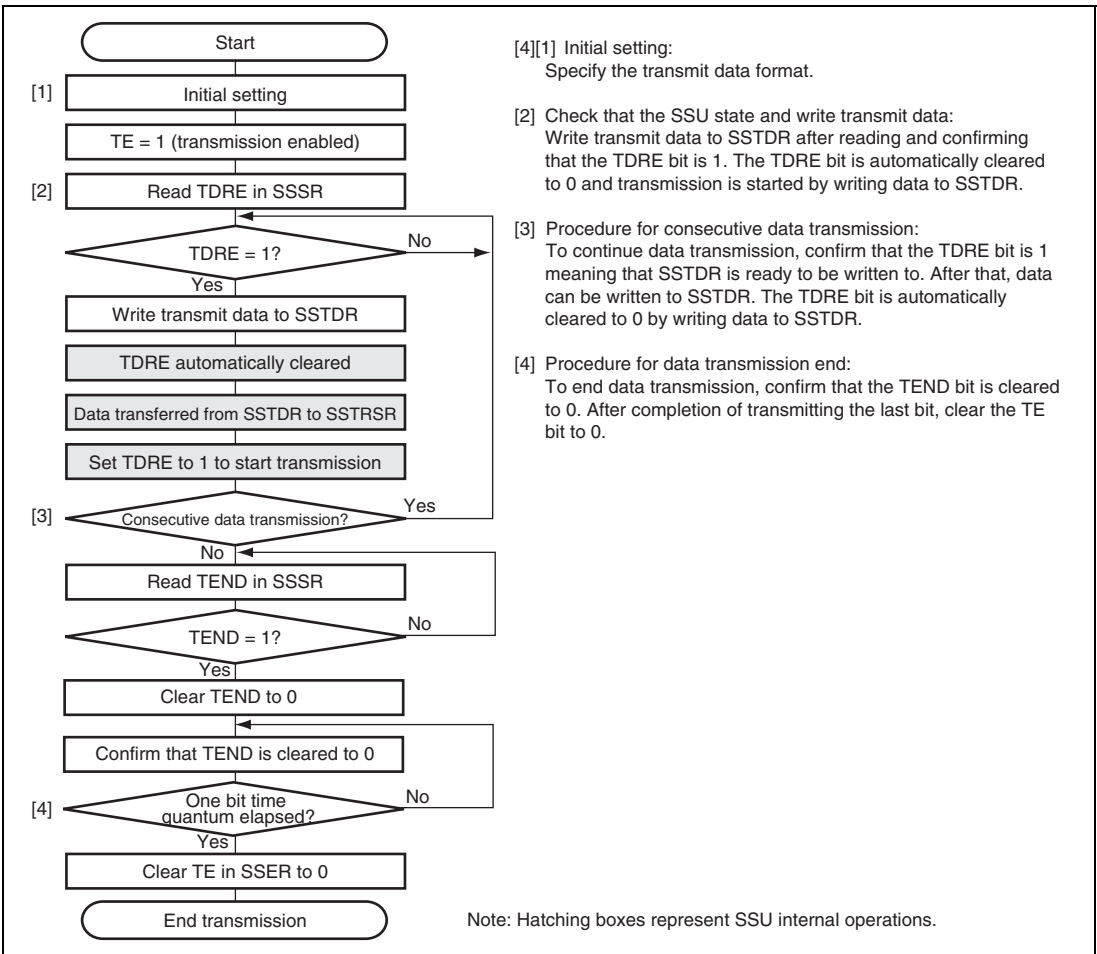 Start
[1]
Initial setting
TE = 1 (transmission enabled)
[2]
Read TDRE in SSSR
TDRE = 1?
No
Yes
Write transmit data to SSTDR
TDRE automatically cleared
Data transferred from SSTDR to SSTRSR
Set TDRE to 1 to start transmission
[3]
Consecutive data transmission?
Yes
No
Read TEND in SSSR
TEND = 1?
No
Yes
Clear TEND to 0
Confirm that TEND is cleared to 0
[4]
One bit time
quantum elapsed?
No
Yes
Clear TE in SSER to 0
End transmission
[4][1] Initial setting:
Specify the transmit data format.
[2] Check that the SSU state and write transmit data:
Write transmit data to SSTDR after reading and confirming
that the TDRE bit is 1. The TDRE bit is automatically cleared
to 0 and transmission is started by writing data to SSTDR.
[3] Procedure for consecutive data transmission:
To continue data transmission, confirm that the TDRE bit is 1
meaning that SSTDR is ready to be written to. After that, data
can be written to SSTDR. The TDRE bit is automatically
cleared to 0 by writing data to SSTDR.
[4] Procedure for data transmission end:
To end data transmission, confirm that the TEND bit is cleared
to 0. After completion of transmitting the last bit, clear the TE
bit to 0.
Note: Hatching boxes represent SSU internal operations.